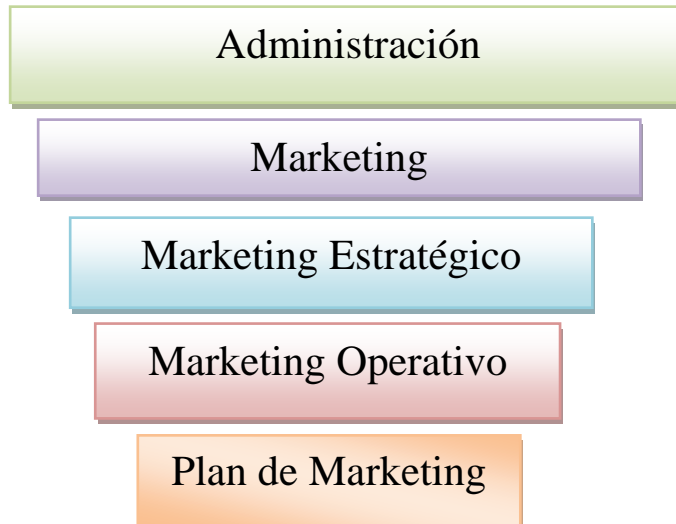 Administración
Marketing
Marketing Estratégico
Marketing Operativo
Plan de Marketing